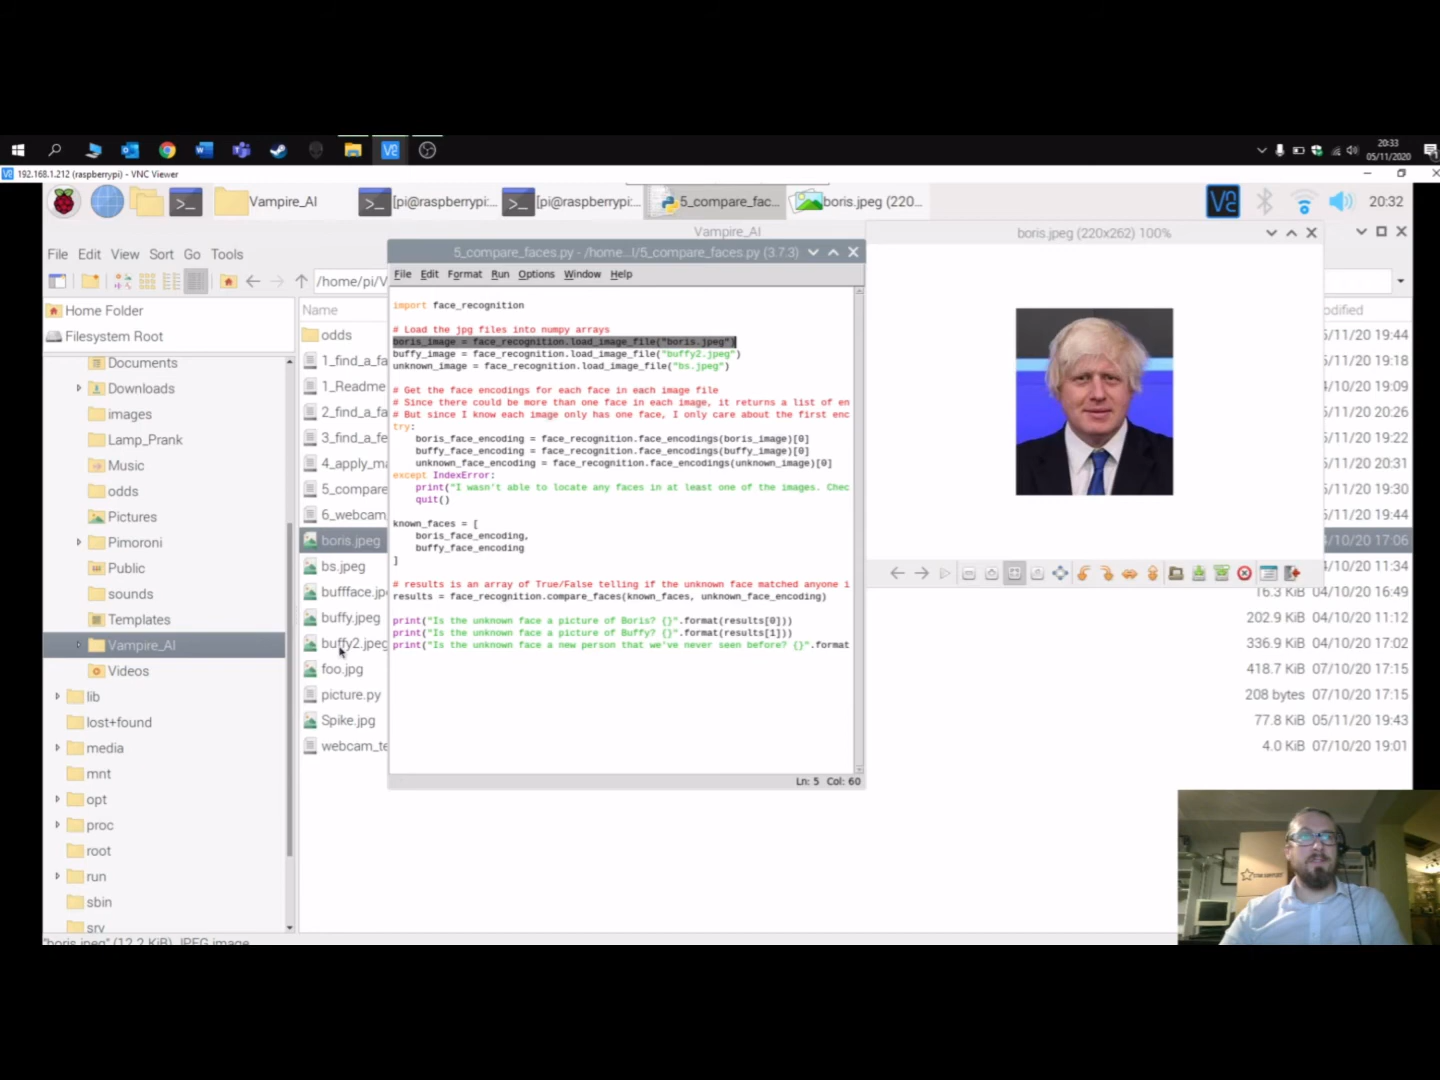 20:33
05/11/2020
192.168.1.212 (raspberrypi) - VNC Viewer
Vampire_AI
[pi@raspberrypi:...
[pi@raspberrypi:...
5_compare_fac...
boris.jpeg (220...
20:32
Vampire_AI
File Edit View Sort Go Tools
/home/pi/V
Home Folder
Filesystem Root
Documents
Downloads
images
Lamp_Prank
Music
odds
Pictures
Pimoroni
Public
sounds
Templates
Vampire_AI
Videos
lib
lost+found
media
mnt
opt
proc
root
run
sbin
srv
Name
odds
1_find_a_fa
1_Readme
2_find_a_fa
3_find_a_fe
4_apply_ma
5_compare
6_webcam_
boris.jpeg
bs.jpeg
buffface.jp
buffy.jpeg
buffy2.jpeg
foo.jpg
picture.py
Spike.jpg
webcam_te
5_compare_faces.py - /home...I/5_compare_faces.py (3.7.3)
File Edit Format Run Options Window Help
import face_recognition
# Load the jpg files into numpy arrays
boris_image = face_recognition.load_image_file("boris.jpeg")
buffy_image = face_recognition.load_image_file("buffy2.jpeg")
unknown_image = face_recognition.load_image_file("bs.jpeg")
# Get the face encodings for each face in each image file
# Since there could be more than one face in each image, it returns a list of en
# But since I know each image only has one face, I only care about the first enc
try:
boris_face_encoding = face_recognition.face_encodings(boris_image)[0]
buffy_face_encoding = face_recognition.face_encodings(buffy_image)[0]
unknown_face_encoding = face_recognition.face_encodings(unknown_image)[0]
except IndexError:
print("I wasn't able to locate any faces in at least one of the images. Chec
quit()
known_faces = [
boris_face_encoding,
buffy_face_encoding
]
# results is an array of True/False telling if the unknown face matched anyone i
results = face_recognition.compare_faces(known_faces, unknown_face_encoding)
print("Is the unknown face a picture of Boris? {}".format(results[0]))
print("Is the unknown face a picture of Buffy? {}".format(results[1]))
print("Is the unknown face a new person that we've never seen before? {}".format
Ln: 5 Col: 60
boris.jpeg (220x262) 100%
odified
5/11/20 19:44
5/11/20 19:18
4/10/20 19:09
5/11/20 20:26
5/11/20 19:22
5/11/20 20:31
5/11/20 19:30
5/11/20 19:44
4/10/20 17:06
4/10/20 11:34
16.3 KiB 04/10/20 16:49
202.9 KiB 04/10/20 11:12
336.9 KiB 04/10/20 17:02
418.7 KiB 07/10/20 17:15
208 bytes 07/10/20 17:15
77.8 KiB 05/11/20 19:43
4.0 KiB 07/10/20 19:01
"boris.jpeg" (12.2 KiB) JPEG image